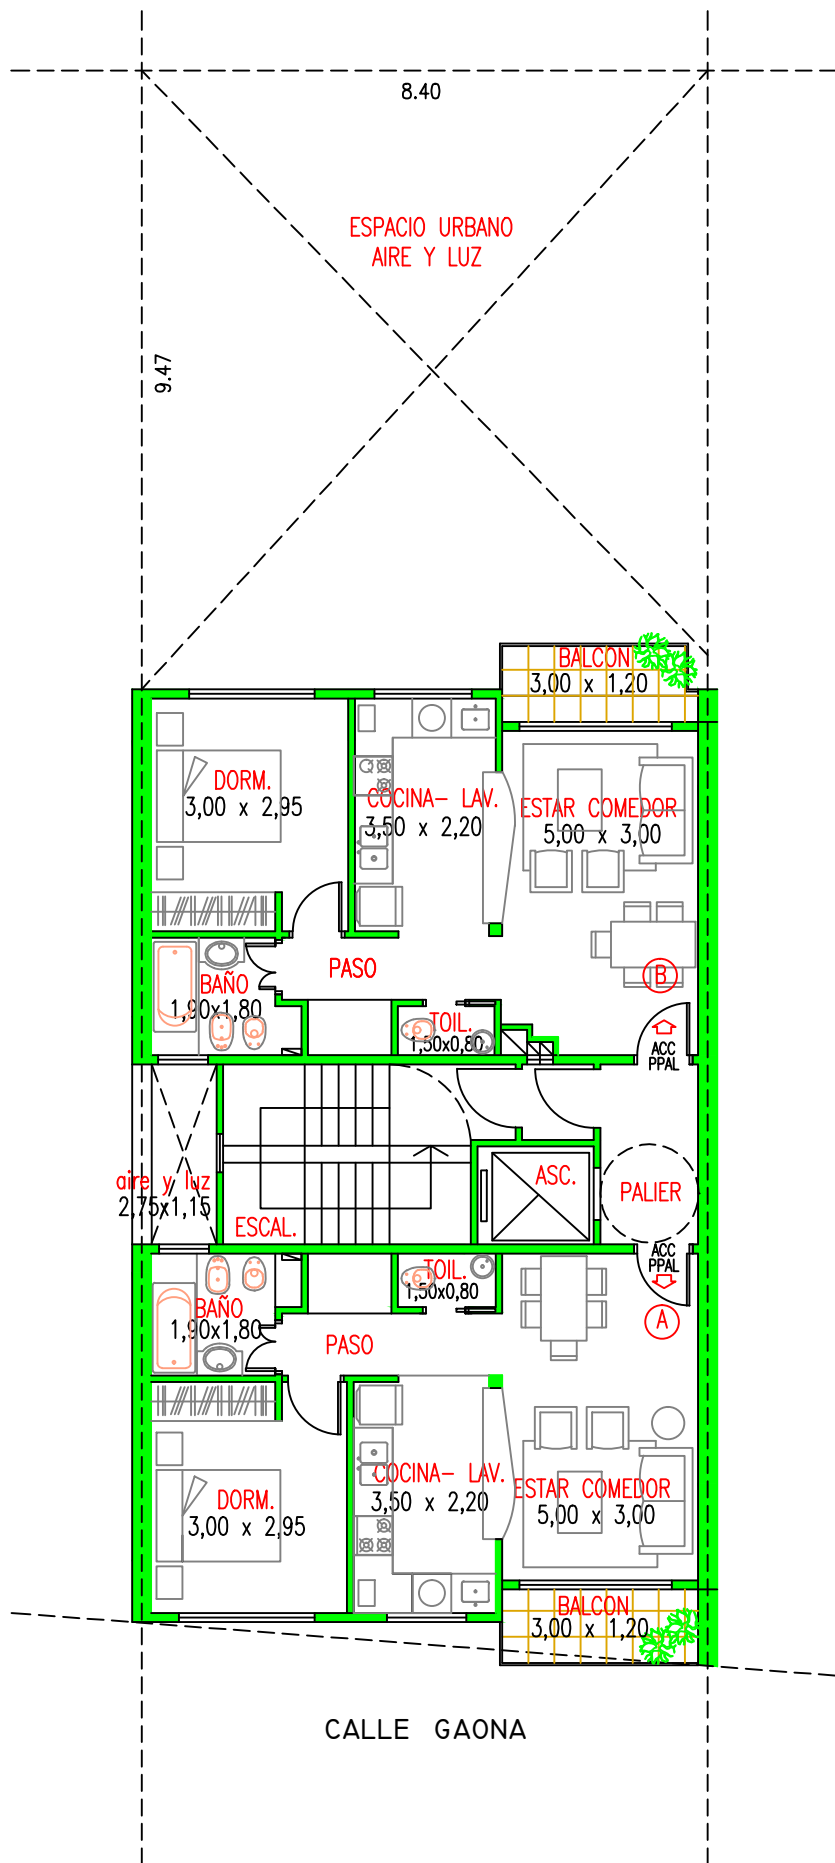 8.40
ESPACIO URBANO
AIRE Y LUZ
9.47
BALCON
3,00 x 1,20
DORM.
3,00 x 2,95
COCINA- LAV.
3,50 x 2,20
ESTAR COMEDOR
5,00 x 3,00
PASO
BAÑO
1,90x1,80
B
TOIL.
1,50x0,80
ACC
PPAL
aire y luz
2,75x1,15
ESCAL.
ASC.
PALIER
ACC
PPAL
TOIL.
1,50x0,80
BAÑO
1,90x1,80
A
PASO
COCINA- LAV.
3,50 x 2,20
ESTAR COMEDOR
5,00 x 3,00
DORM.
3,00 x 2,95
BALCON
3,00 x 1,20
CALLE GAONA